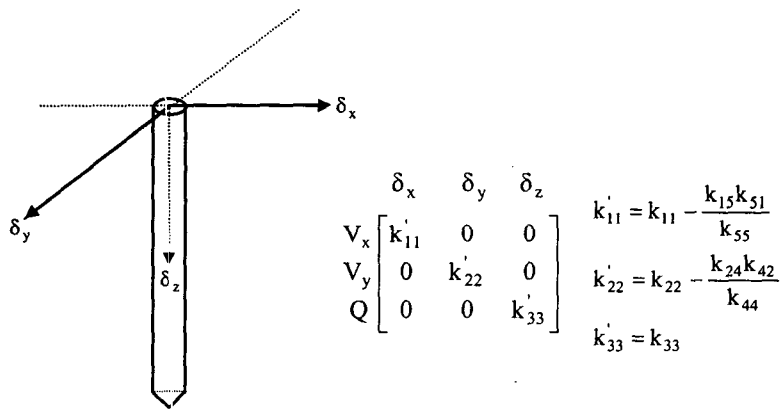 δx
δy
δz
δx δy δz
Vx [k'11 0 0]
Vy [0 k'22 0]
Q [0 0 k'33]
k'11 = k11 - k15k51/k55
k'22 = k22 - k24k42/k44
k'33 = k33